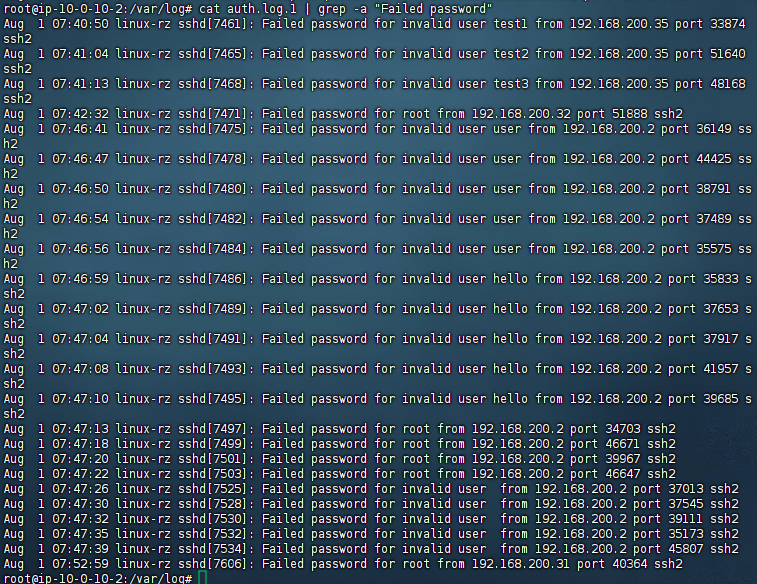 root@ip-10-0-10-2:/var/log# cat auth.log.1 | grep -a "Failed password"
Aug  1 07:40:50 linux-rz sshd[7461]: Failed password for invalid user test1 from 192.168.200.35 port 33874
ssh2
Aug  1 07:41:04 linux-rz sshd[7465]: Failed password for invalid user test2 from 192.168.200.35 port 51640
ssh2
Aug  1 07:41:13 linux-rz sshd[7468]: Failed password for invalid user test3 from 192.168.200.35 port 48168
ssh2
Aug  1 07:42:32 linux-rz sshd[7471]: Failed password for root from 192.168.200.32 port 51888 ssh2
Aug  1 07:46:41 linux-rz sshd[7475]: Failed password for invalid user user from 192.168.200.2 port 36149 ss
h2
Aug  1 07:46:47 linux-rz sshd[7478]: Failed password for invalid user user from 192.168.200.2 port 44425 ss
h2
Aug  1 07:46:50 linux-rz sshd[7480]: Failed password for invalid user user from 192.168.200.2 port 38791 ss
h2
Aug  1 07:46:54 linux-rz sshd[7482]: Failed password for invalid user user from 192.168.200.2 port 37489 ss
h2
Aug  1 07:46:56 linux-rz sshd[7484]: Failed password for invalid user user from 192.168.200.2 port 35575 ss
h2
Aug  1 07:46:59 linux-rz sshd[7486]: Failed password for invalid user hello from 192.168.200.2 port 35833 s
sh2
Aug  1 07:47:02 linux-rz sshd[7489]: Failed password for invalid user hello from 192.168.200.2 port 37653 s
sh2
Aug  1 07:47:04 linux-rz sshd[7491]: Failed password for invalid user hello from 192.168.200.2 port 37917 s
sh2
Aug  1 07:47:08 linux-rz sshd[7493]: Failed password for invalid user hello from 192.168.200.2 port 41957 s
sh2
Aug  1 07:47:10 linux-rz sshd[7495]: Failed password for invalid user hello from 192.168.200.2 port 39685 s
sh2
Aug  1 07:47:13 linux-rz sshd[7497]: Failed password for root from 192.168.200.2 port 34703 ssh2
Aug  1 07:47:18 linux-rz sshd[7499]: Failed password for root from 192.168.200.2 port 46671 ssh2
Aug  1 07:47:20 linux-rz sshd[7501]: Failed password for root from 192.168.200.2 port 39967 ssh2
Aug  1 07:47:22 linux-rz sshd[7503]: Failed password for root from 192.168.200.2 port 46647 ssh2
Aug  1 07:47:26 linux-rz sshd[7525]: Failed password for invalid user  from 192.168.200.2 port 37013 ssh2
Aug  1 07:47:30 linux-rz sshd[7528]: Failed password for invalid user  from 192.168.200.2 port 37545 ssh2
Aug  1 07:47:32 linux-rz sshd[7530]: Failed password for invalid user  from 192.168.200.2 port 39111 ssh2
Aug  1 07:47:35 linux-rz sshd[7532]: Failed password for invalid user  from 192.168.200.2 port 35173 ssh2
Aug  1 07:47:39 linux-rz sshd[7534]: Failed password for invalid user  from 192.168.200.2 port 45807 ssh2
Aug  1 07:52:59 linux-rz sshd[7606]: Failed password for root from 192.168.200.31 port 40364 ssh2
root@ip-10-0-10-2:/var/log#